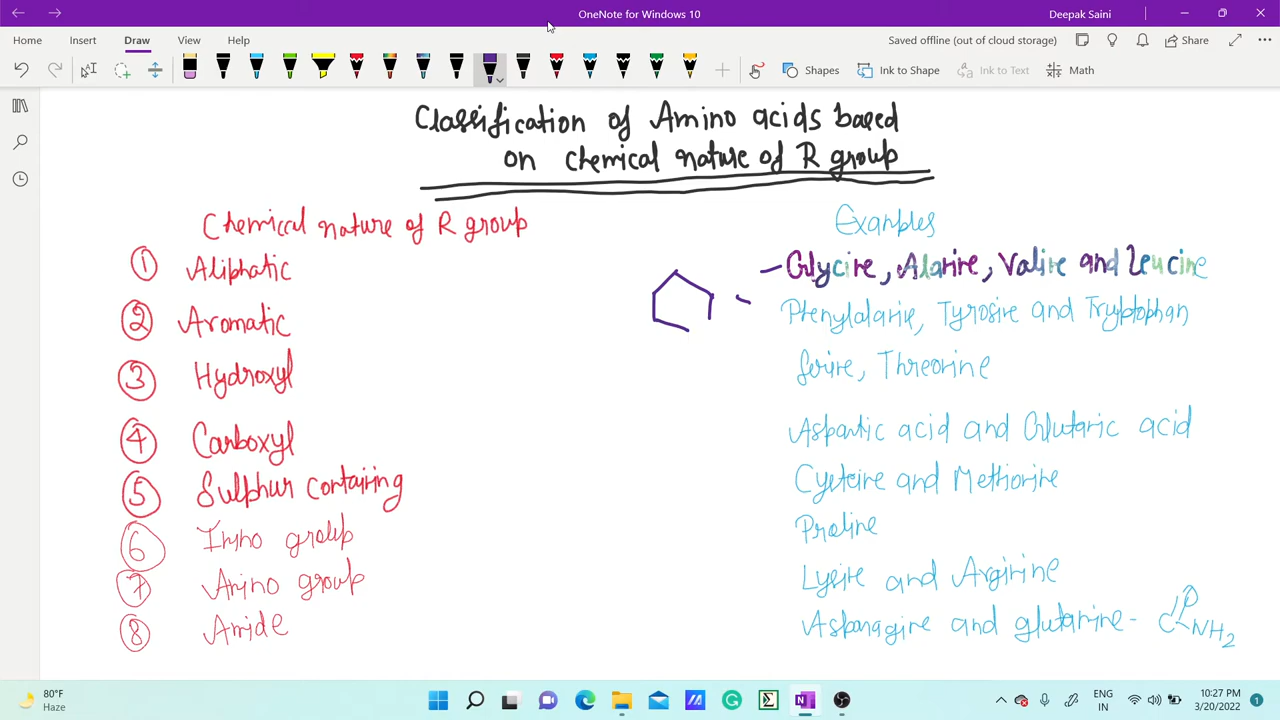 OneNote for Windows 10
Deepak Saini
Home Insert Draw View Help
Saved offline (out of cloud storage)
Share
Shapes
Ink to Shape
Ink to Text
Math
Classification of Amino acids based
on chemical nature of R group
Chemical nature of R group
Examples
1 Aliphatic
- Glycine, Alanine, Valine and Leucine
2 Aromatic
- Phenylalanine, Tyrosine and Tryptophan
3 Hydroxyl
Serine, Threonine
4 Carboxyl
Aspartic acid and Glutamic acid
5 Sulphur containing
Cysteine and Methionine
6 Imino group
Proline
7 Amino group
Lysine and Arginine
8 Amide
Asparagine and glutamine - C O NH2
80°F
Haze
ENG
IN
10:27 PM
3/20/2022
1